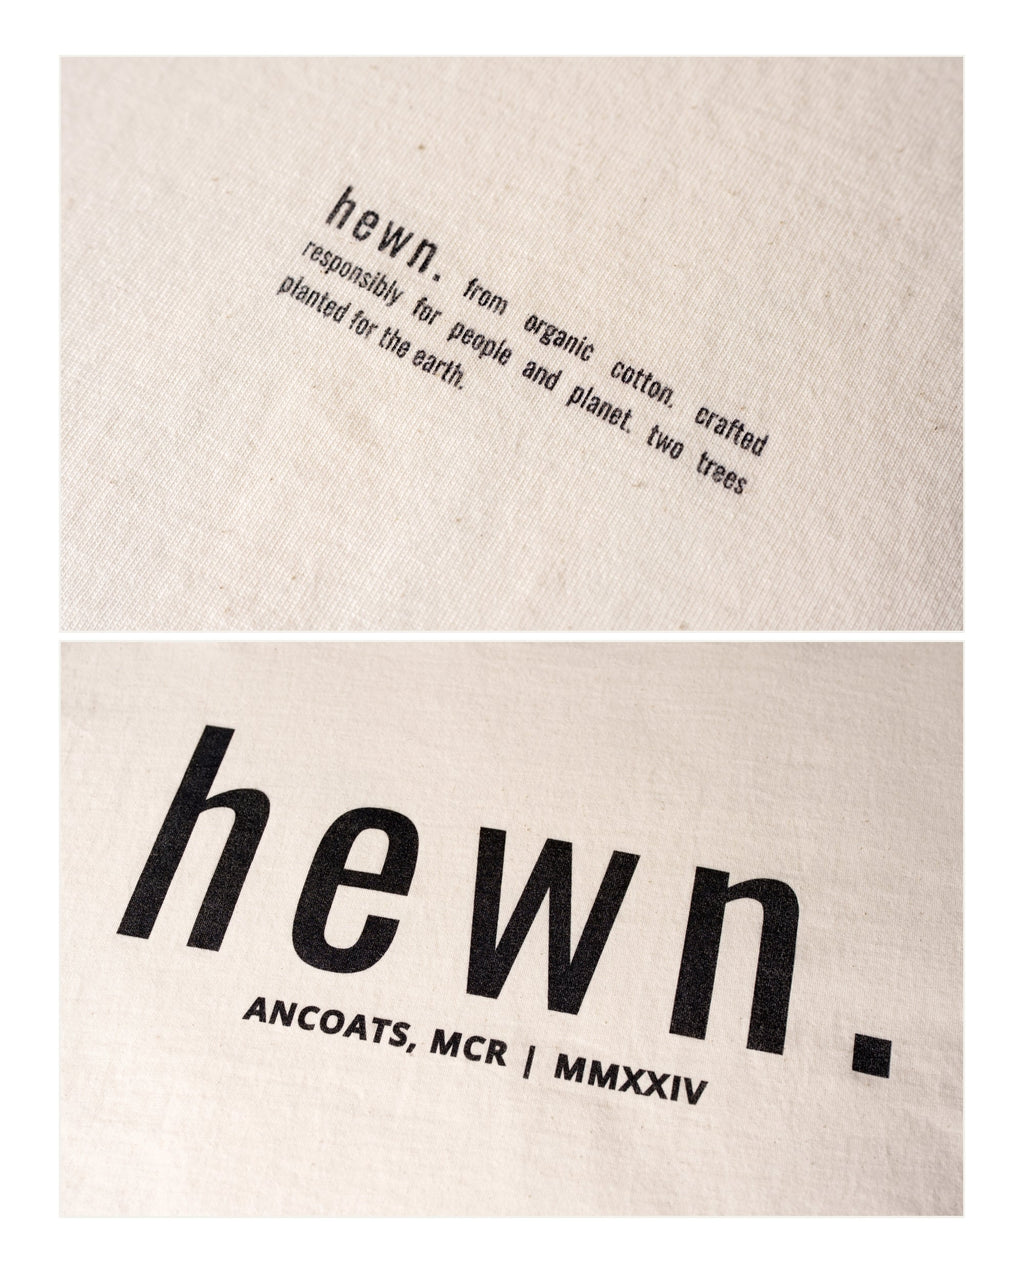 hewn. from organic cotton. crafted
responsibly for people and planet. two trees
planted for the earth.
hewn.
ANCOATS, MCR | MMXXIV